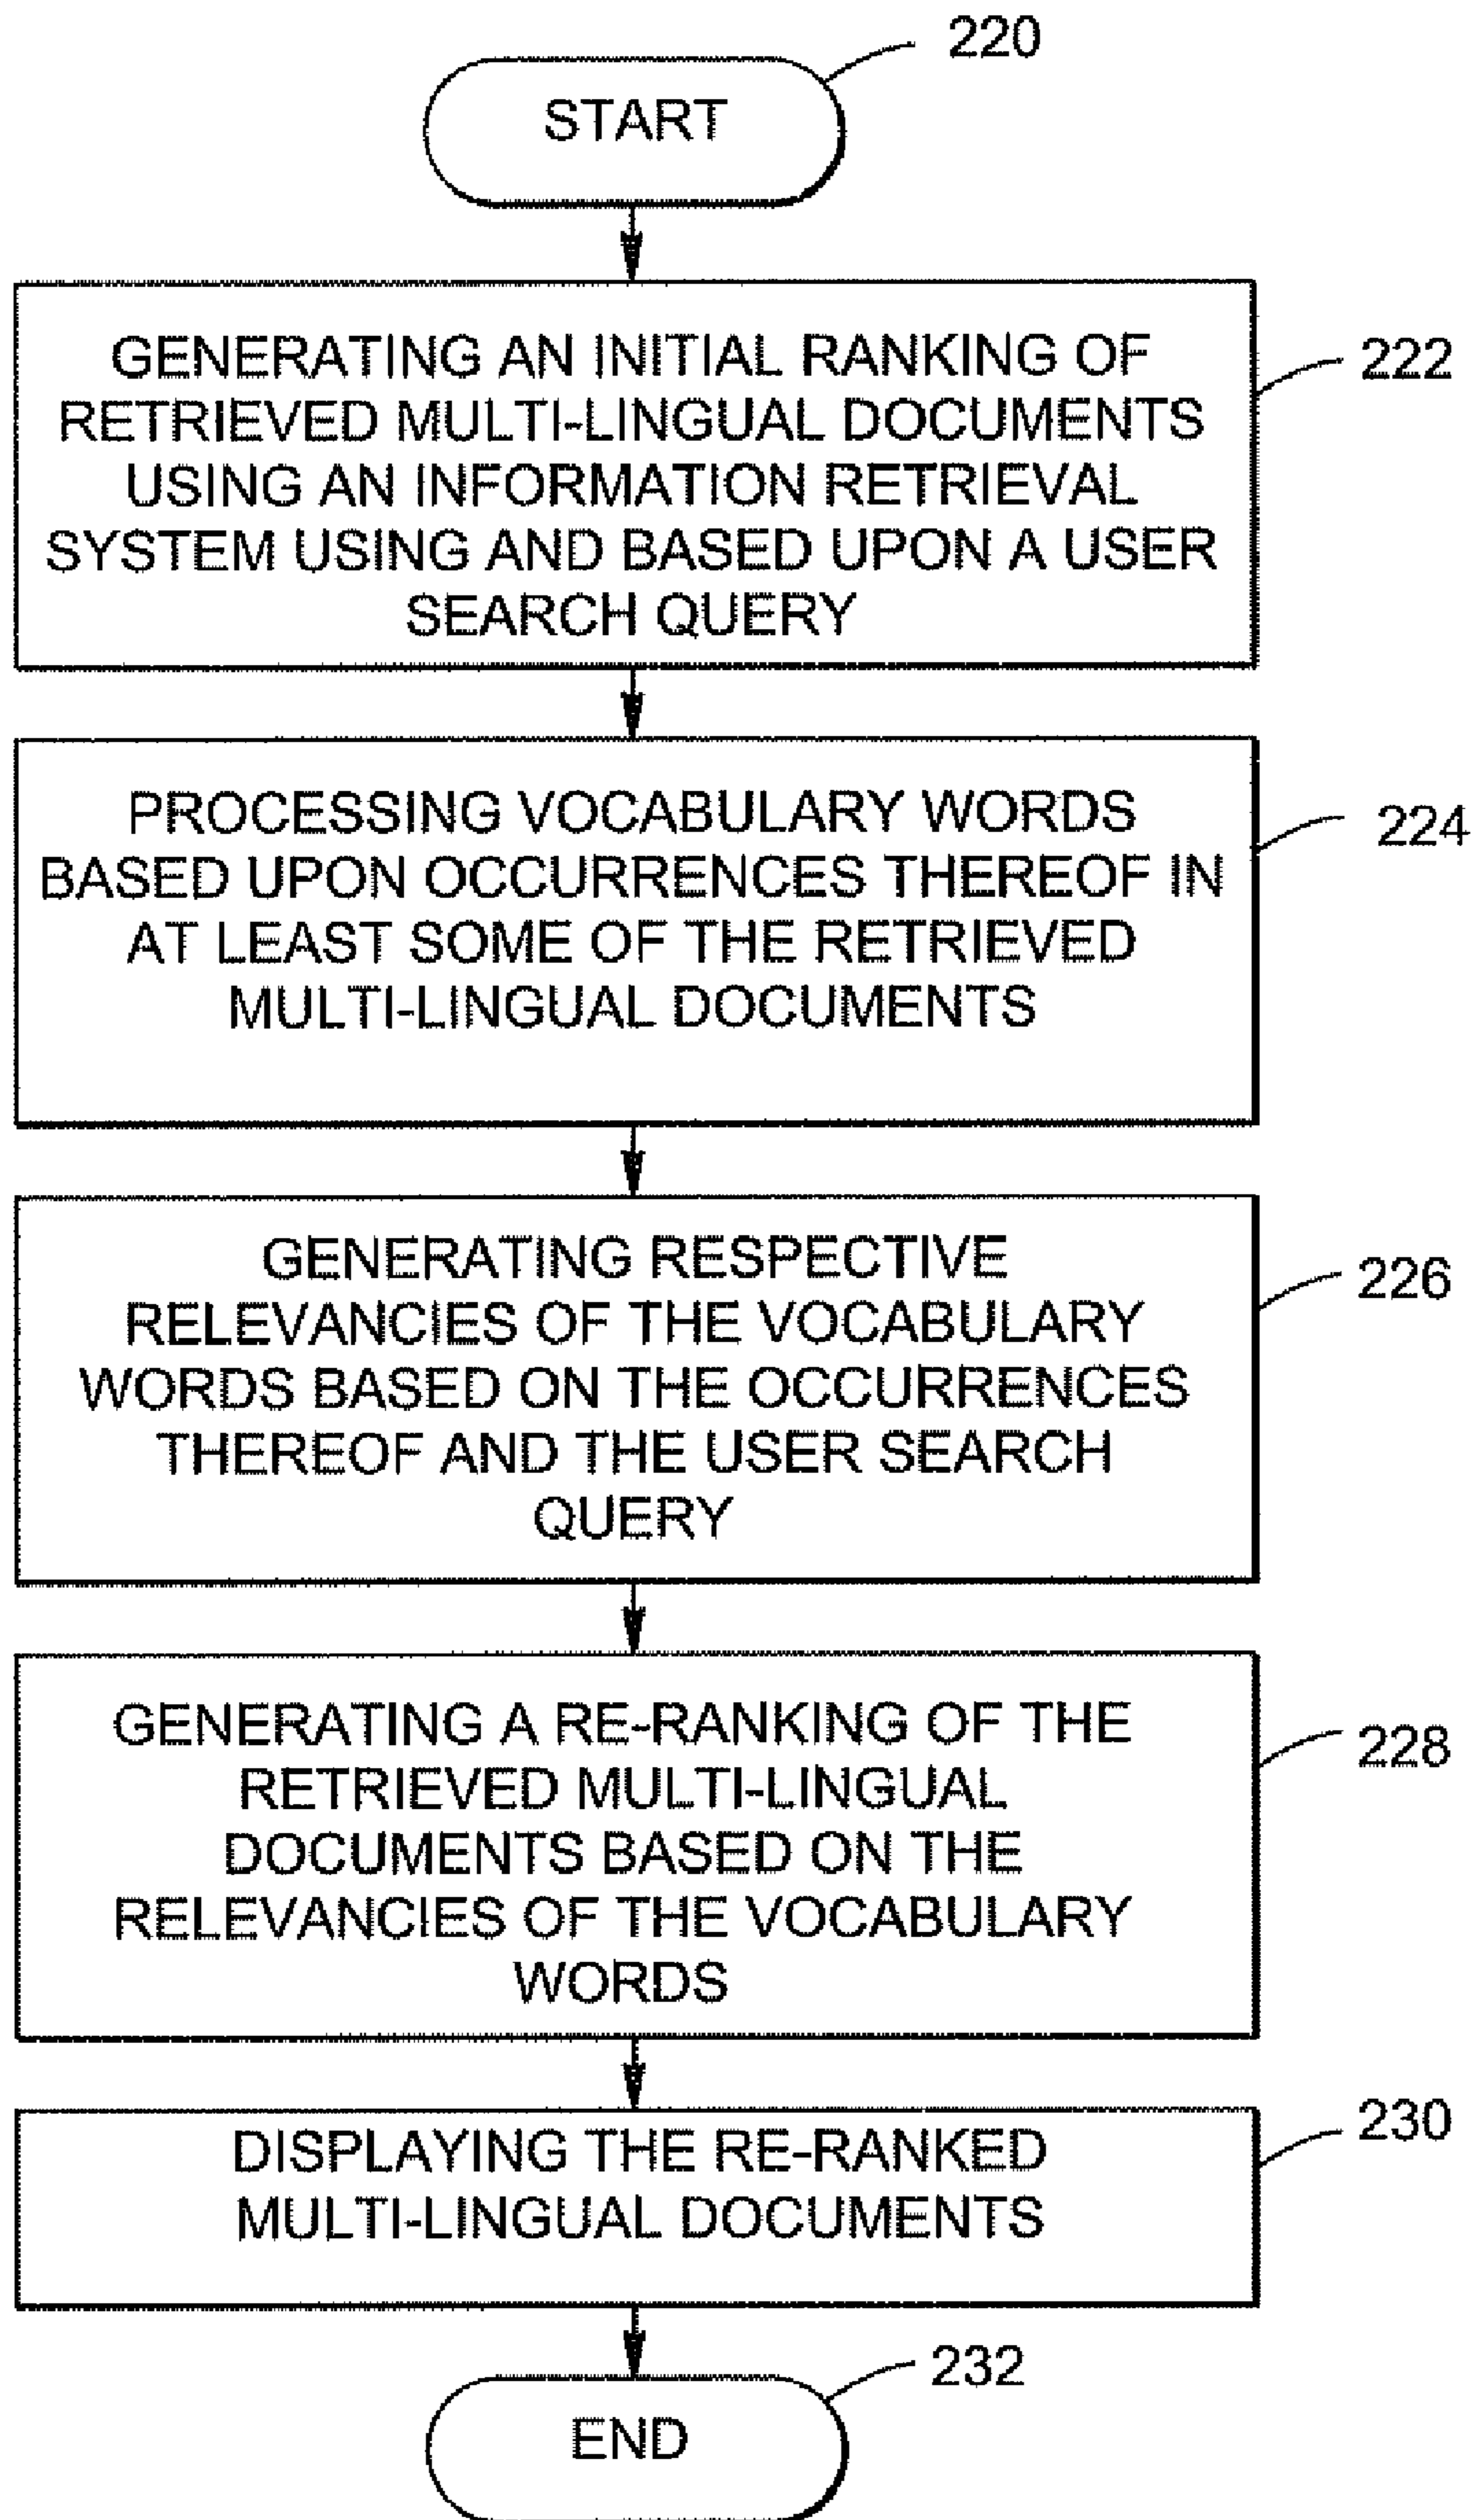 220
START
GENERATING AN INITIAL RANKING OF
RETRIEVED MULTI-LINGUAL DOCUMENTS
USING AN INFORMATION RETRIEVAL
SYSTEM USING AND BASED UPON A USER
SEARCH QUERY
222
PROCESSING VOCABULARY WORDS
BASED UPON OCCURRENCES THEREOF IN
AT LEAST SOME OF THE RETRIEVED
MULTI-LINGUAL DOCUMENTS
224
GENERATING RESPECTIVE
RELEVANCIES OF THE VOCABULARY
WORDS BASED ON THE OCCURRENCES
THEREOF AND THE USER SEARCH
QUERY
226
GENERATING A RE-RANKING OF THE
RETRIEVED MULTI-LINGUAL
DOCUMENTS BASED ON THE
RELEVANCIES OF THE VOCABULARY
WORDS
228
DISPLAYING THE RE-RANKED
MULTI-LINGUAL DOCUMENTS
230
232
END